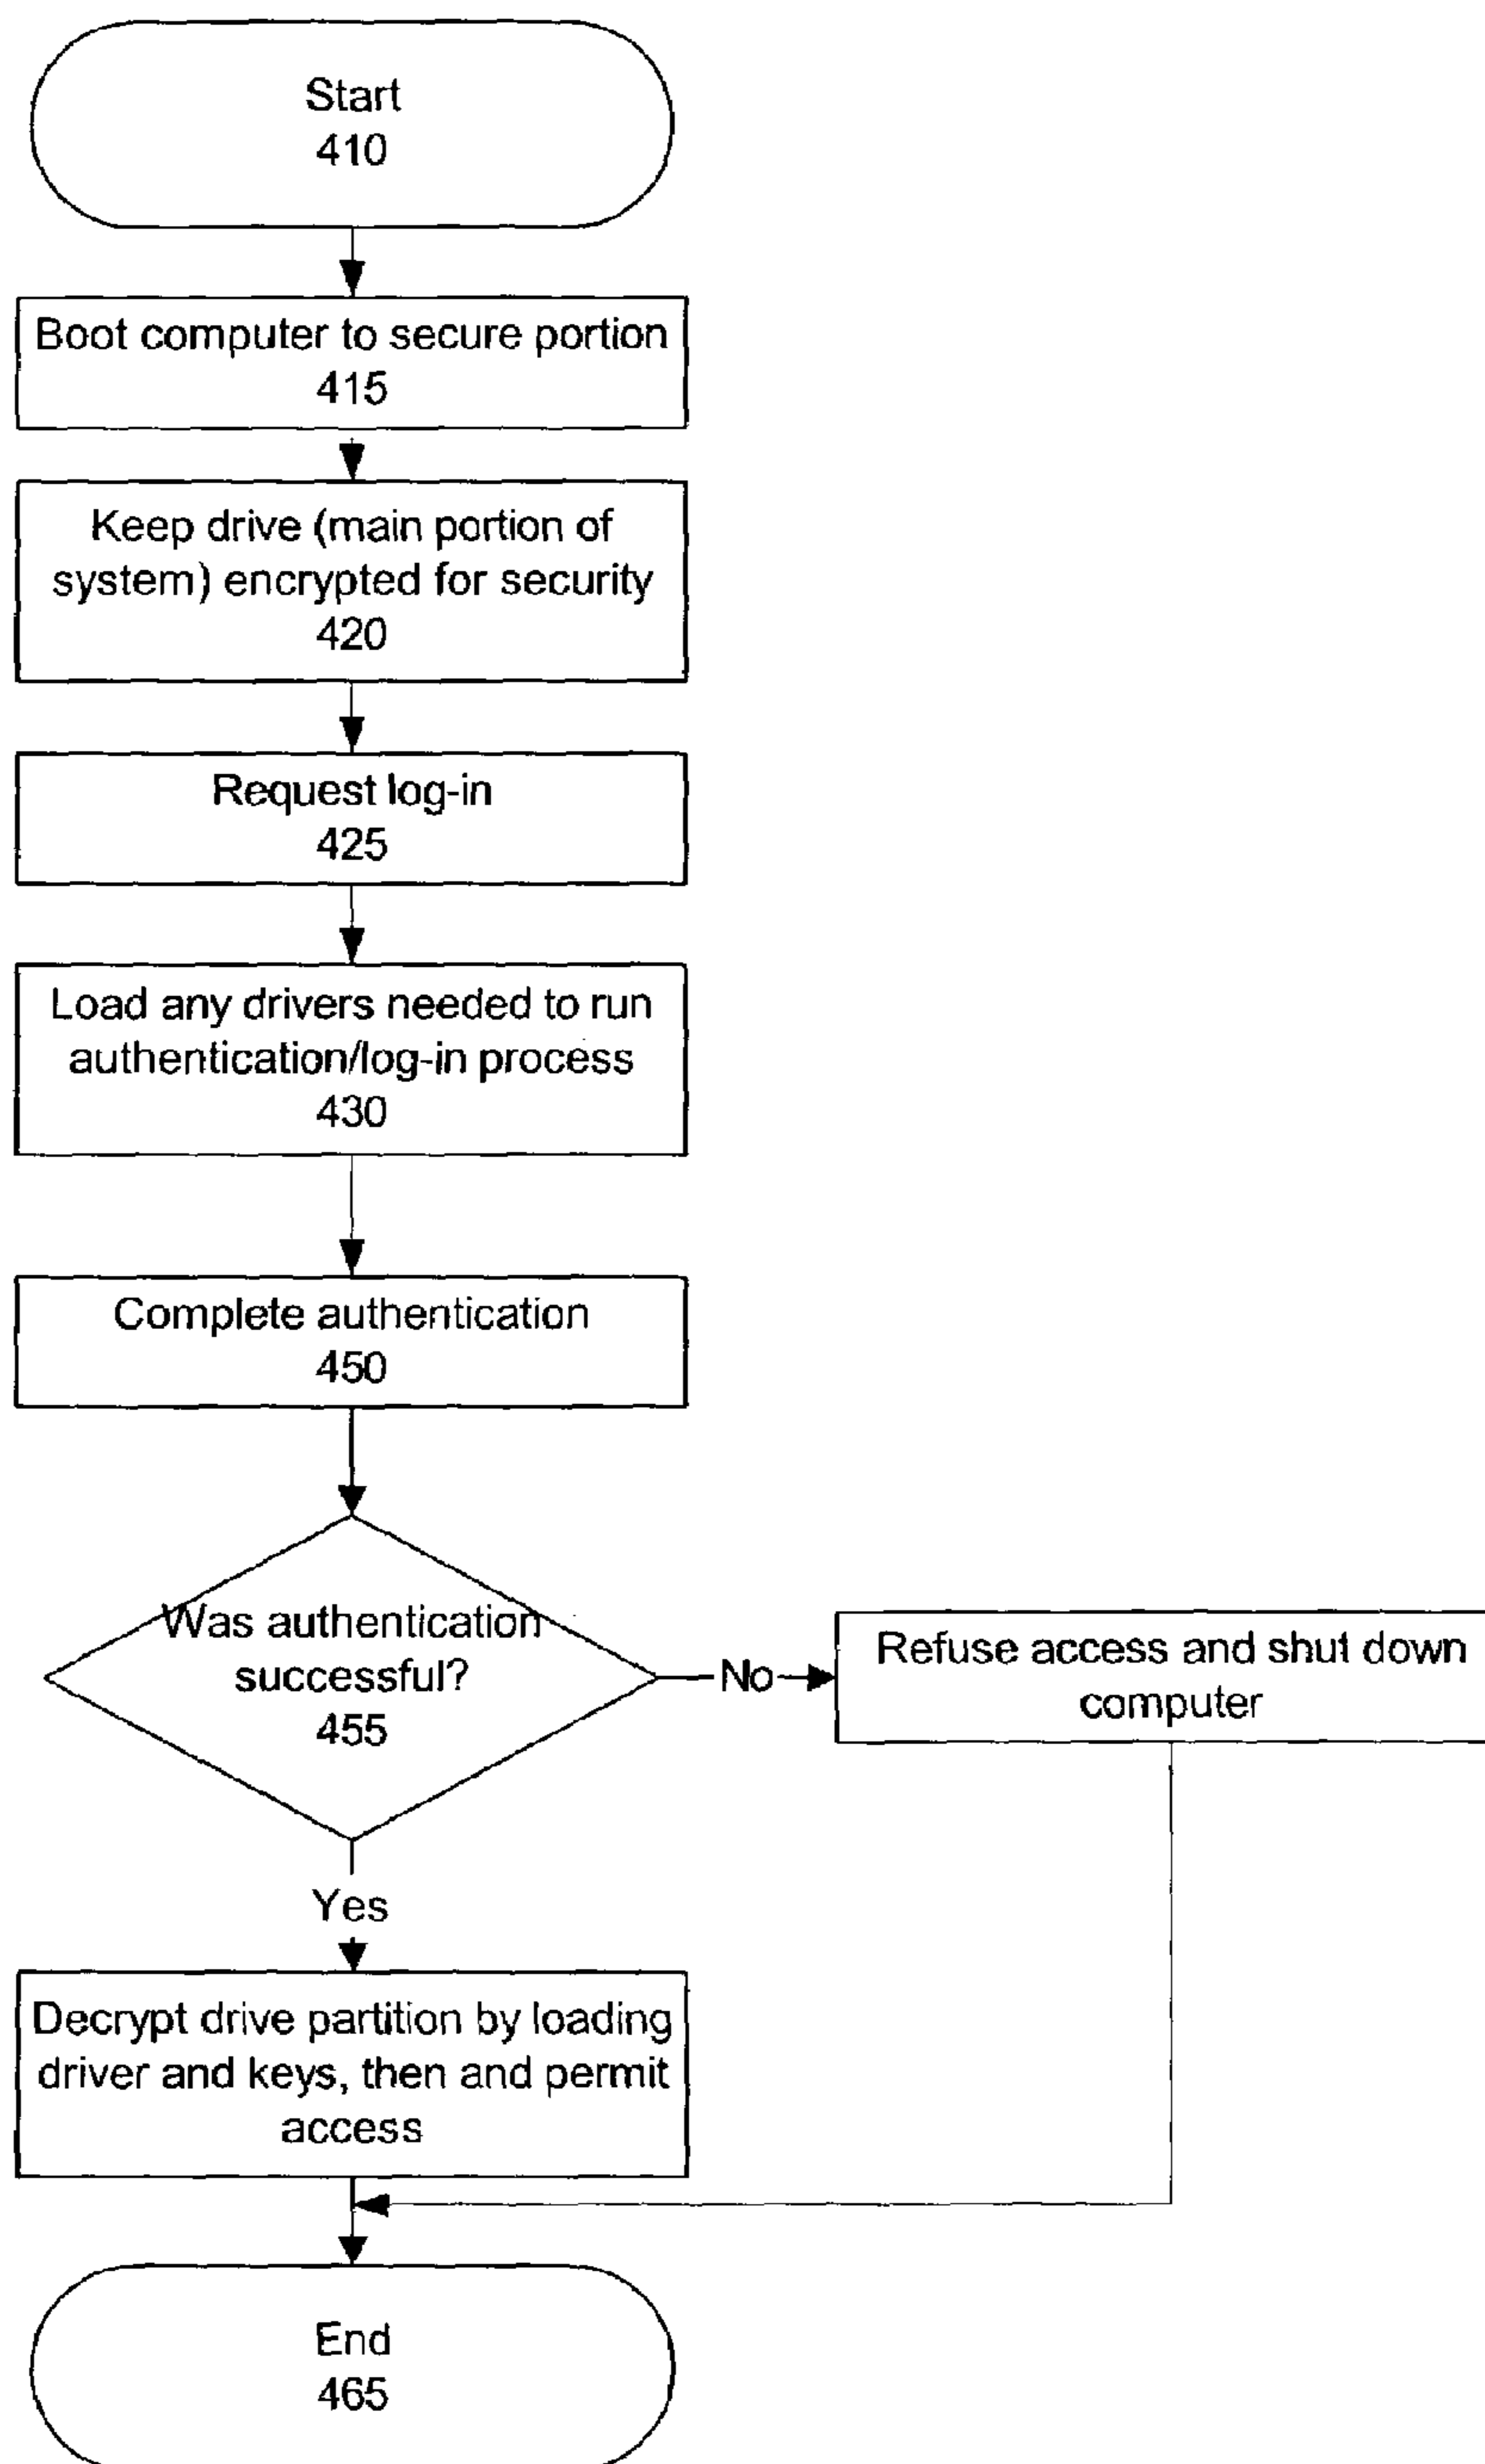 Start
410
Boot computer to secure portion
415
Keep drive (main portion of
system) encrypted for security
420
Request log-in
425
Load any drivers needed to run
authentication/log-in process
430
Complete authentication
450
Was authentication
successful?
455
No
Refuse access and shut down
computer
Yes
Decrypt drive partition by loading
driver and keys, then and permit
access
End
465